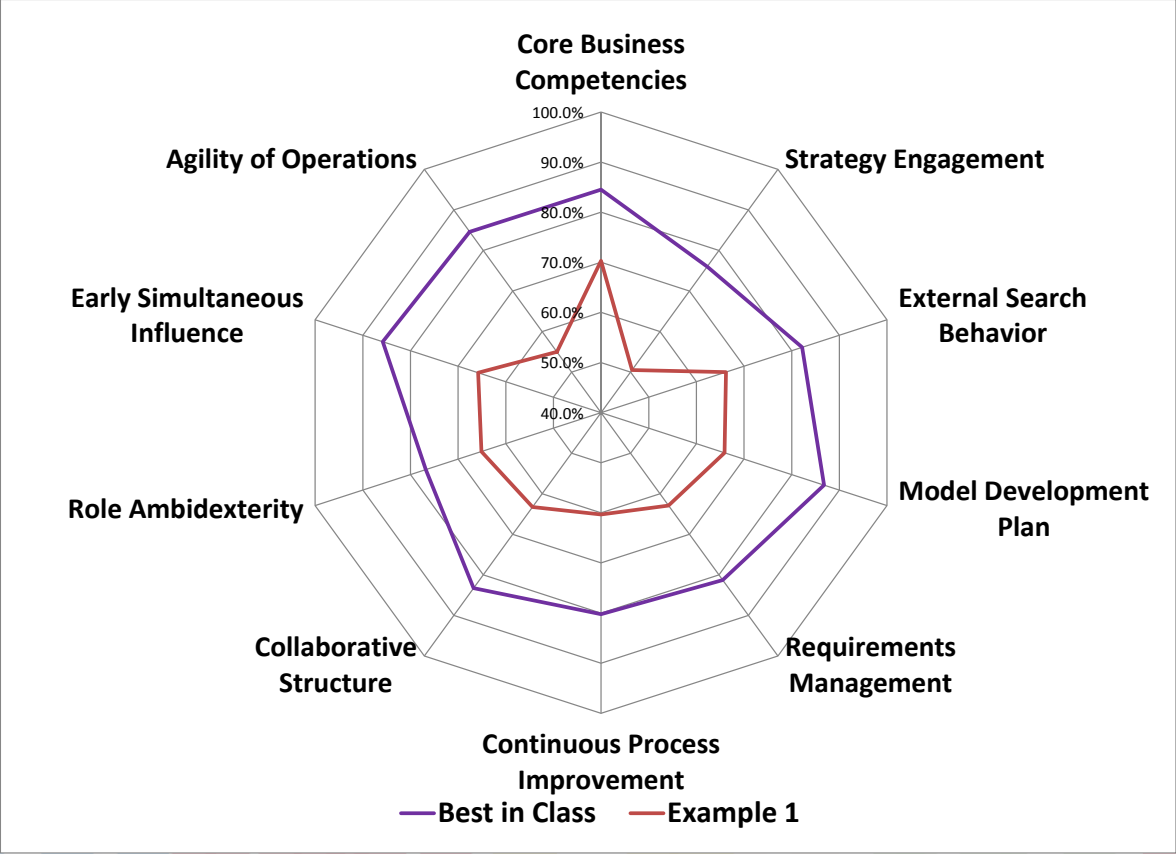 Core Business
Competencies
100.0%
90.0%
80.0%
70.0%
60.0%
50.0%
40.0%
Strategy Engagement
External Search
Behavior
Model Development
Plan
Requirements
Management
Continuous Process
Improvement
Collaborative
Structure
Role Ambidexterity
Early Simultaneous
Influence
Agility of Operations
Best in Class
Example 1